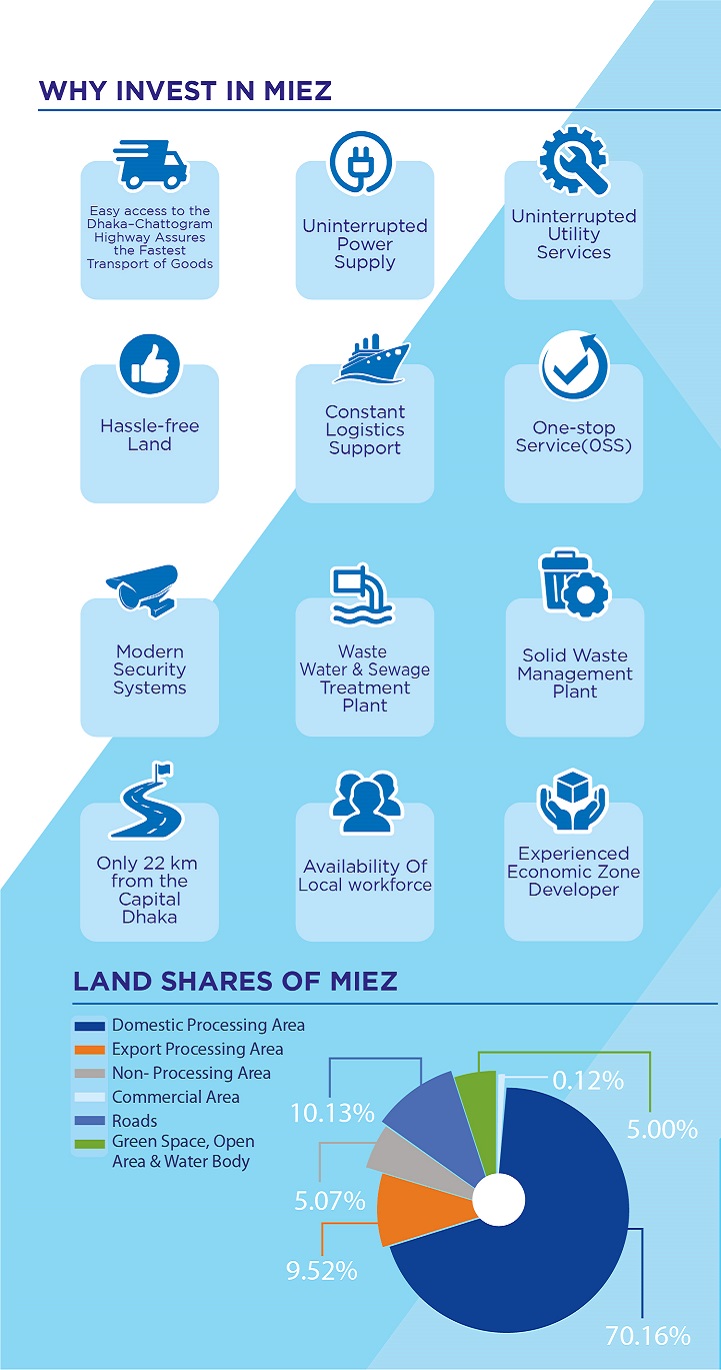 WHY INVEST IN MIEZ
Easy access to the
Dhaka–Chattogram
Highway Assures
the Fastest
Transport of Goods
Uninterrupted
Power
Supply
Uninterrupted
Utility
Services
Hassle-free
Land
Constant
Logistics
Support
One-stop
Service(0SS)
Modern
Security
Systems
Waste
Water & Sewage
Treatment
Plant
Solid Waste
Management
Plant
Only 22 km
from the
Capital
Dhaka
Availability Of
Local workforce
Experienced
Economic Zone
Developer
LAND SHARES OF MIEZ
Domestic Processing Area
Export Processing Area
Non- Processing Area
Commercial Area
Roads
Green Space, Open
Area & Water Body
0.12%
10.13%
5.00%
5.07%
9.52%
70.16%